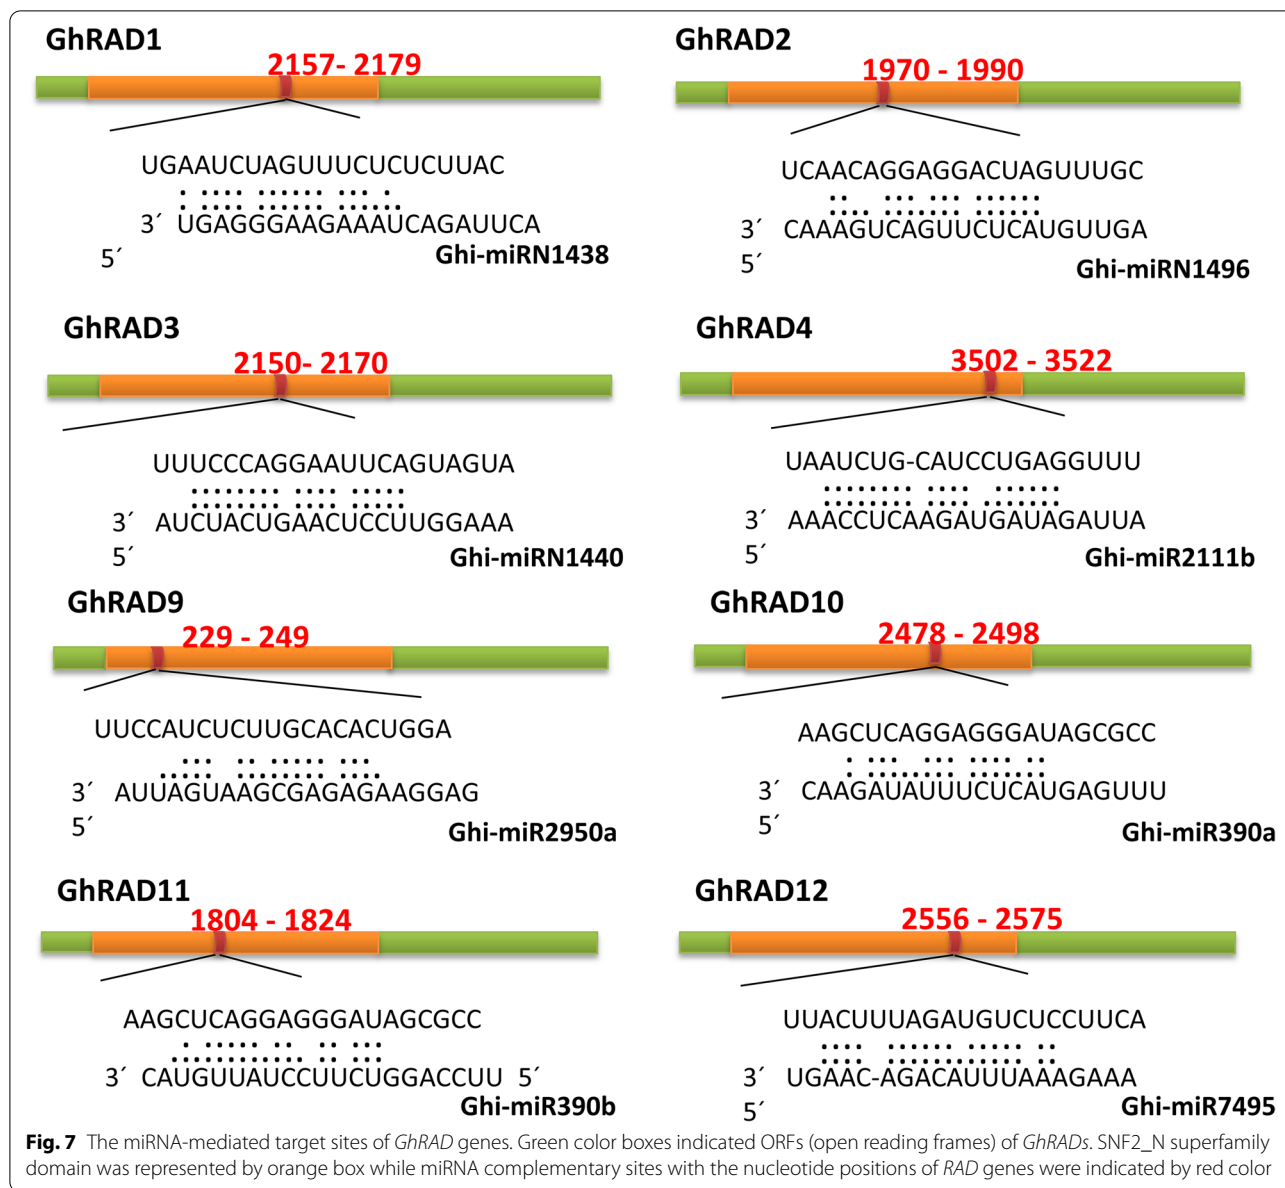 GhRAD1
2157- 2179
UGAAUCUAGUUUCUCUCUUAC
3´ UGAGGGAAGAAAUCAGAUUCA
5´
Ghi-miRN1438
GhRAD2
1970 - 1990
UCAACAGGAGGACUAGUUUGC
3´ CAAAGUCAGUUCUCAUGUUGA
5´
Ghi-miRN1496
GhRAD3
2150- 2170
UUUCCCAGGAAUUCAGUAGUA
3´ AUCUACUGAACUCCUUGGAAA
5´
Ghi-miRN1440
GhRAD4
3502 - 3522
UAAUCUG-CAUCCUGAGGUUU
3´ AAACCUCAAGAUGAUAGAUUA
5´
Ghi-miR2111b
GhRAD9
229 - 249
UUCCAUCUCUUGCACACUGGA
3´ AUUAGUAAGCGAGAGAAGGAG
5´
Ghi-miR2950a
GhRAD10
2478 - 2498
AAGCUCAGGAGGGAUAGCGCC
3´ CAAGAUAUUUCUCAUGAGUUU
5´
Ghi-miR390a
GhRAD11
1804 - 1824
AAGCUCAGGAGGGAUAGCGCC
3´ CAUGUUAUCCUUCUGGACCUU 5´
Ghi-miR390b
GhRAD12
2556 - 2575
UUACUUUAGAUGUCUCCUUCA
3´ UGAAC-AGACAUUUAAAGAAA
5´
Ghi-miR7495
Fig. 7 The miRNA-mediated target sites of GhRAD genes. Green color boxes indicated ORFs (open reading frames) of GhRADs. SNF2_N superfamily
domain was represented by orange box while miRNA complementary sites with the nucleotide positions of RAD genes were indicated by red color